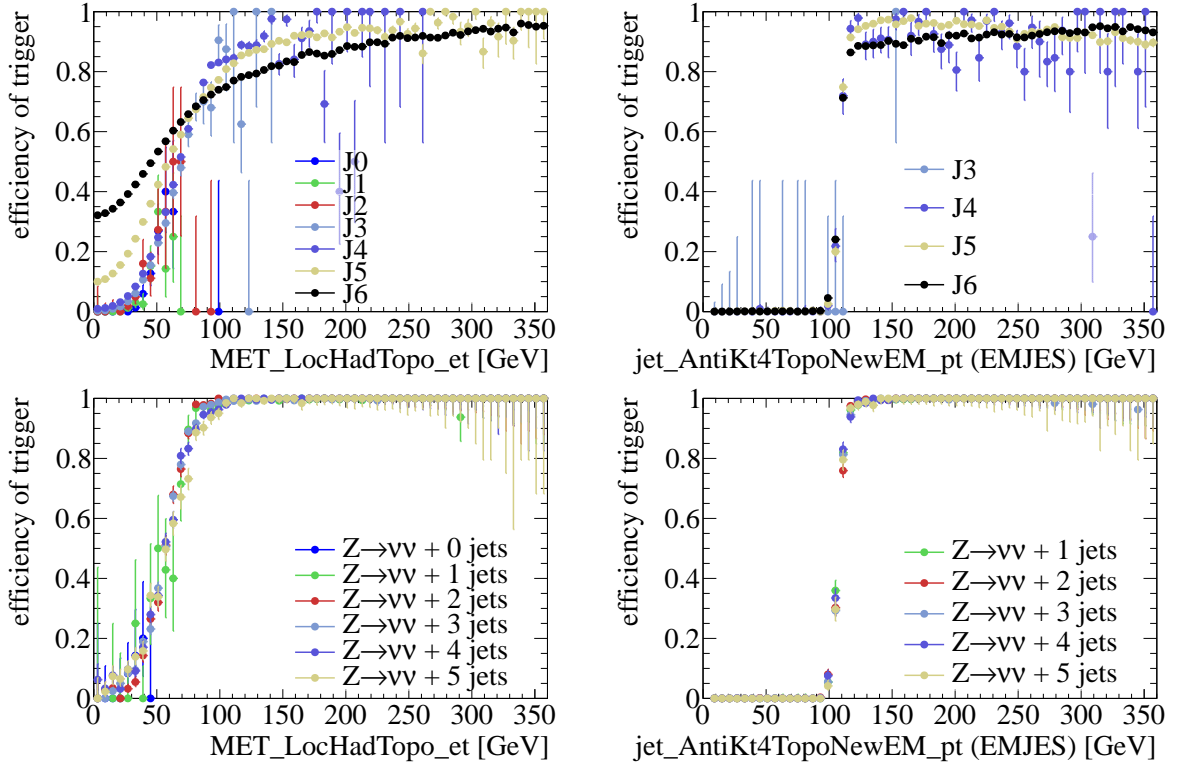 efficiency of trigger
1
0.8
0.6
0.4
0.2
0
J0
J1
J2
J3
J4
J5
J6
0 50 100 150 200 250 300 350
MET_LocHadTopo_et [GeV]
efficiency of trigger
1
0.8
0.6
0.4
0.2
0
J3
J4
J5
J6
0 50 100 150 200 250 300 350
jet_AntiKt4TopoNewEM_pt (EMJES) [GeV]
efficiency of trigger
1
0.8
0.6
0.4
0.2
0
Z→νν + 0 jets
Z→νν + 1 jets
Z→νν + 2 jets
Z→νν + 3 jets
Z→νν + 4 jets
Z→νν + 5 jets
0 50 100 150 200 250 300 350
MET_LocHadTopo_et [GeV]
efficiency of trigger
1
0.8
0.6
0.4
0.2
0
Z→νν + 1 jets
Z→νν + 2 jets
Z→νν + 3 jets
Z→νν + 4 jets
Z→νν + 5 jets
0 50 100 150 200 250 300 350
jet_AntiKt4TopoNewEM_pt (EMJES) [GeV]